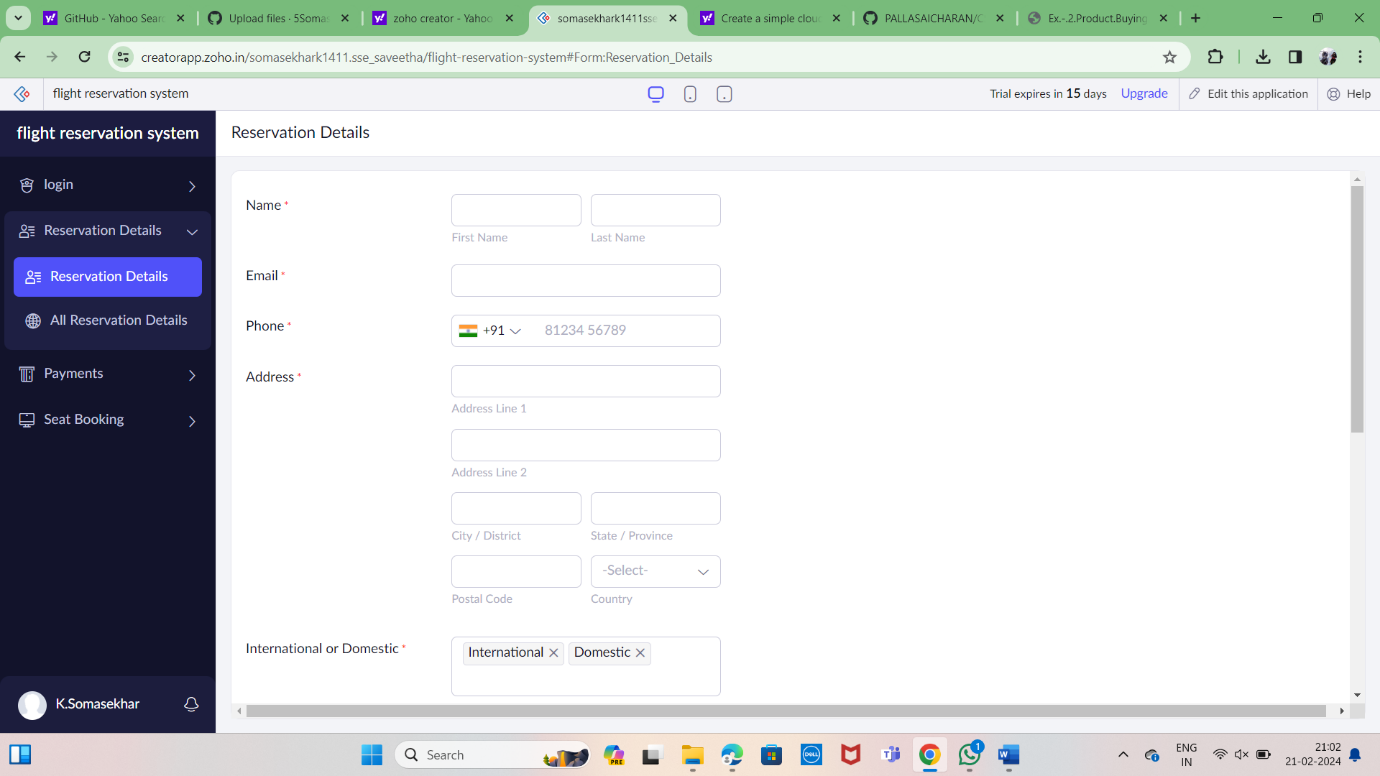 GitHub - Yahoo Sear
Upload files · 5Somas
zoho creator - Yahoo
somasekhark1411sse
Create a simple clou
PALLASAICHARAN/C
Ex.-.2.Product.Buying
creatorapp.zoho.in/somasekhark1411.sse_saveetha/flight-reservation-system#Form:Reservation_Details
flight reservation system
Trial expires in 15 days Upgrade Edit this application Help
flight reservation system
login
Reservation Details
Reservation Details
All Reservation Details
Payments
Seat Booking
K.Somasekhar
Reservation Details
Name *
First Name Last Name
Email *
Phone * +91 81234 56789
Address *
Address Line 1
Address Line 2
City / District State / Province
-Select-
Postal Code Country
International or Domestic * International Domestic
Search
PRE
DELL
1
W
ENG
IN
21:02
21-02-2024